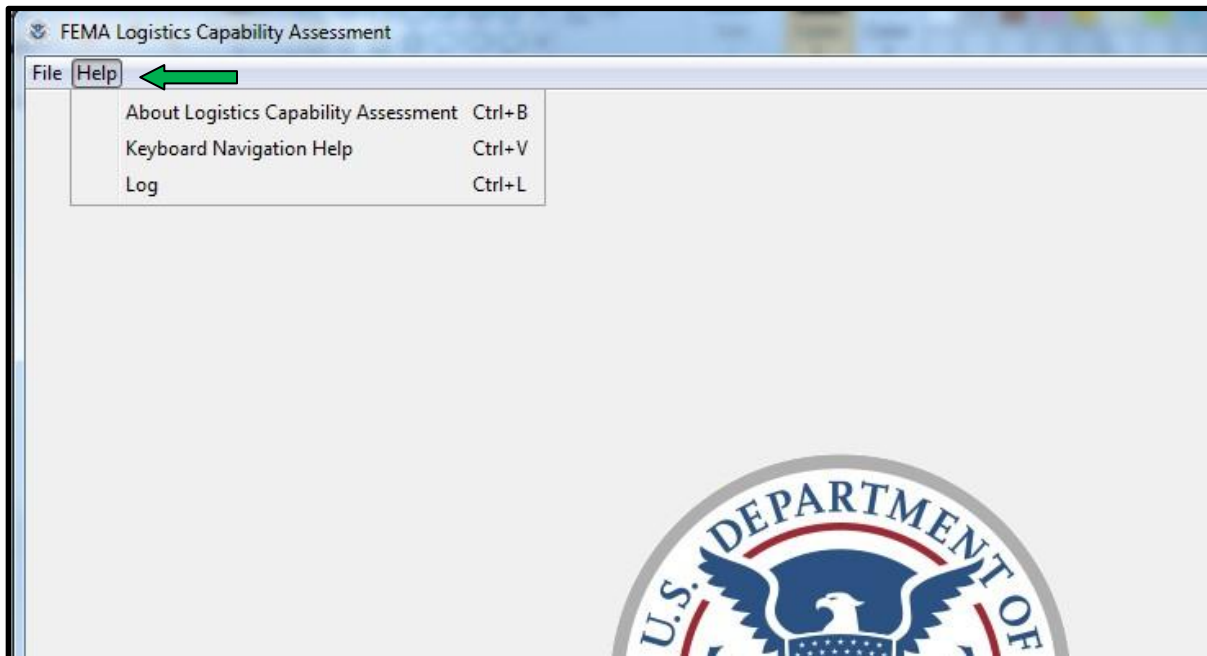 FEMA Logistics Capability Assessment
File Help
About Logistics Capability Assessment Ctrl+B
Keyboard Navigation Help Ctrl+V
Log Ctrl+L
U.S. DEPARTMENT OF